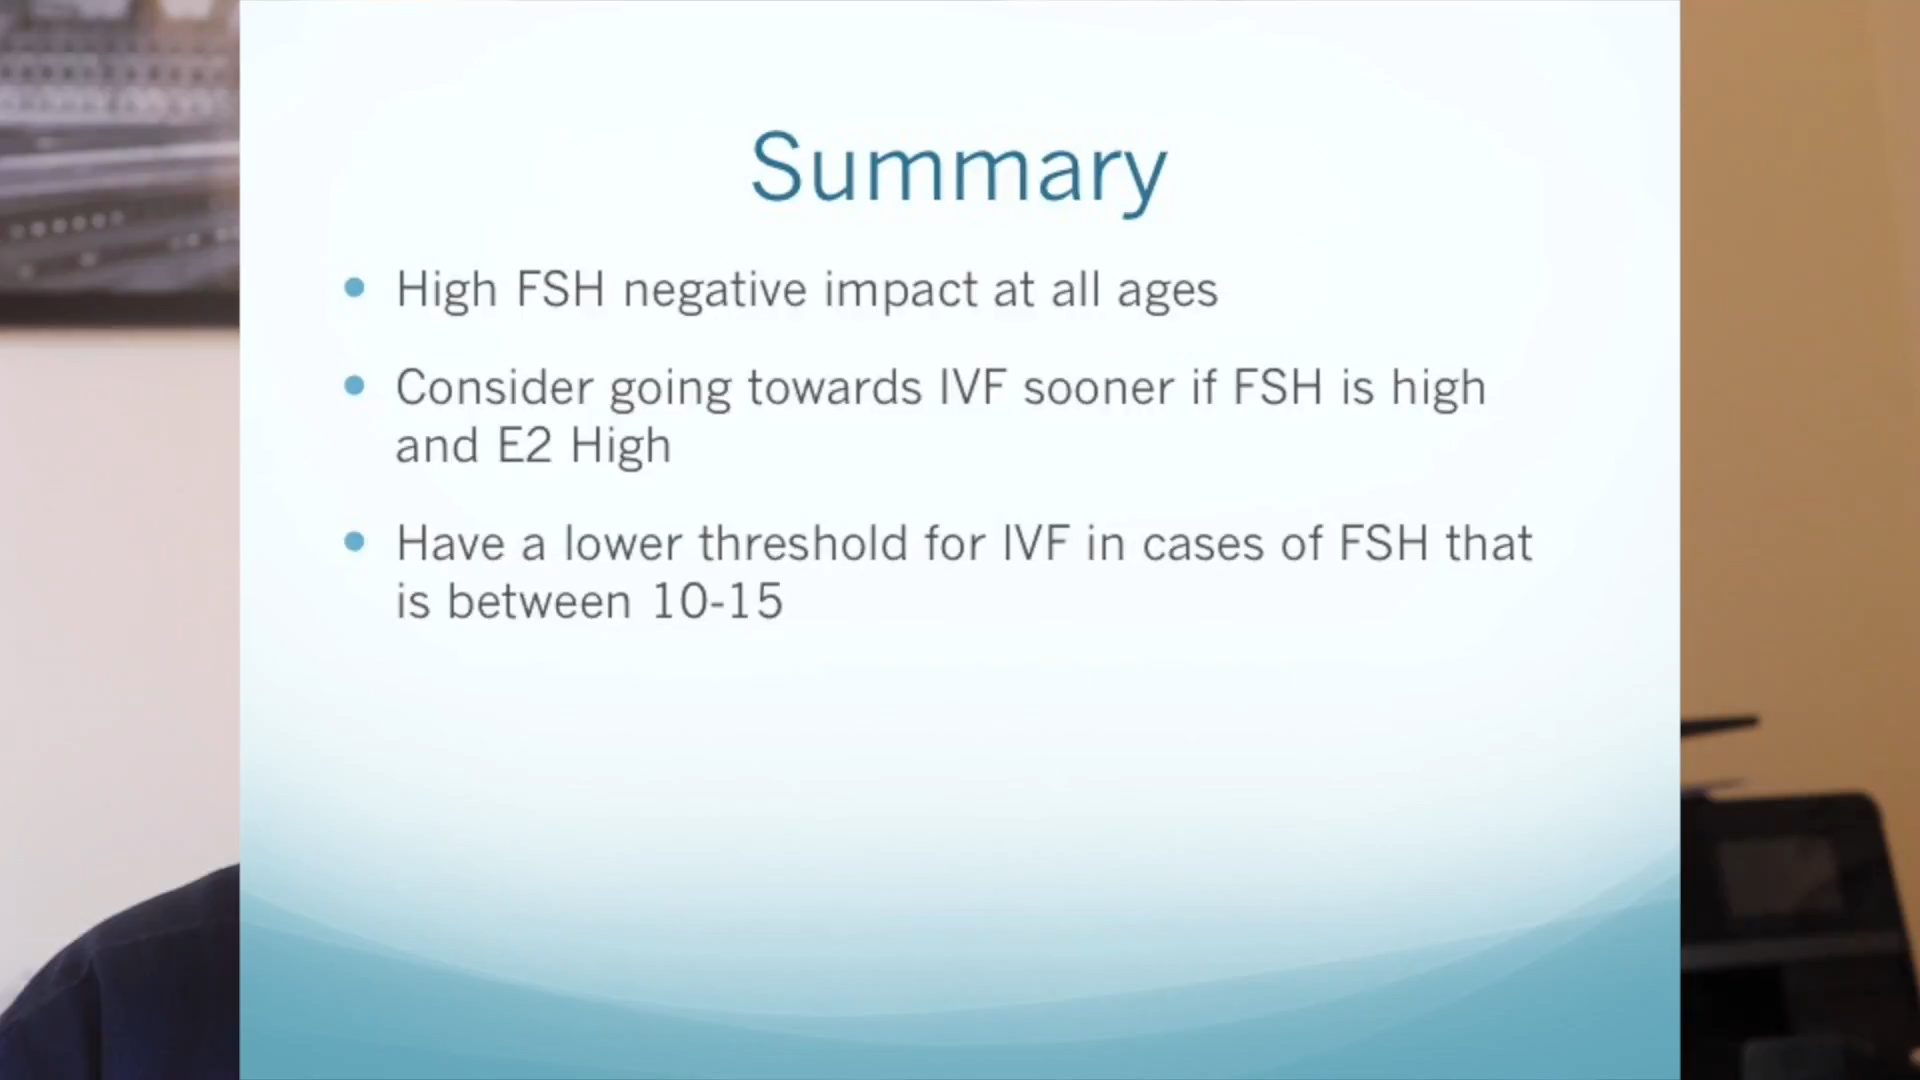 Summary
• High FSH negative impact at all ages
• Consider going towards IVF sooner if FSH is high
and E2 High
• Have a lower threshold for IVF in cases of FSH that
is between 10-15